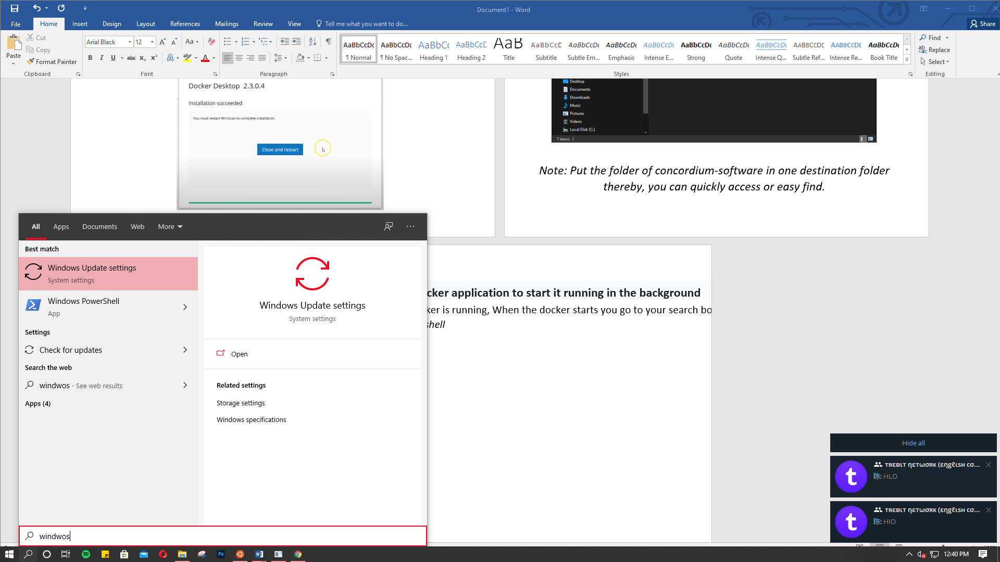 Document1 - Word
File
Home
Insert
Design
Layout
References
Mailings
Review
View
Tell me what you want to do...
Share
Paste
Cut
Copy
Format Painter
Clipboard
Arial Black
12
Aa
B I U abc x₂ x²
Font
Paragraph
AaBbCcDc
¶ Normal
AaBbCcDc
¶ No Spac...
AaBbCc
Heading 1
AaBbCcD
Heading 2
AaB
Title
AaBbCcD
Subtitle
AaBbCcDc
Subtle Em...
AaBbCcDc
Emphasis
AaBbCcDc
Intense E...
AaBbCcDc
Strong
AaBbCcDc
Quote
AaBbCcDc
Intense Q...
AABBCCDC
Subtle Ref...
AABBCCDC
Intense Re...
AaBbCcDc
Book Title
Styles
Find
Replace
Select
Editing
Docker Desktop 2.3.0.4
Installation succeeded
You must restart Windows to complete installation.
Close and restart
Desktop
Documents
Downloads
Music
Pictures
Videos
Local Disk (C:)
7 items
Note: Put the folder of concordium-software in one destination folder
thereby, you can quickly access or easy find.
cker application to start it running in the background
ker is running, When the docker starts you go to your search bo
shell
All
Apps
Documents
Web
More
Best match
Windows Update settings
System settings
Windows PowerShell
App
Settings
Check for updates
Search the web
windwos - See web results
Apps (4)
Windows Update settings
System settings
Open
Related settings
Storage settings
Windows specifications
windwos
Hide all
тяεвιт ηεтωσяк (εηgℓιѕн cσ...
陈: HLO
тяεвιт ηεтωσяк (εηgℓιѕн cσ...
陈: HIO
12:40 PM